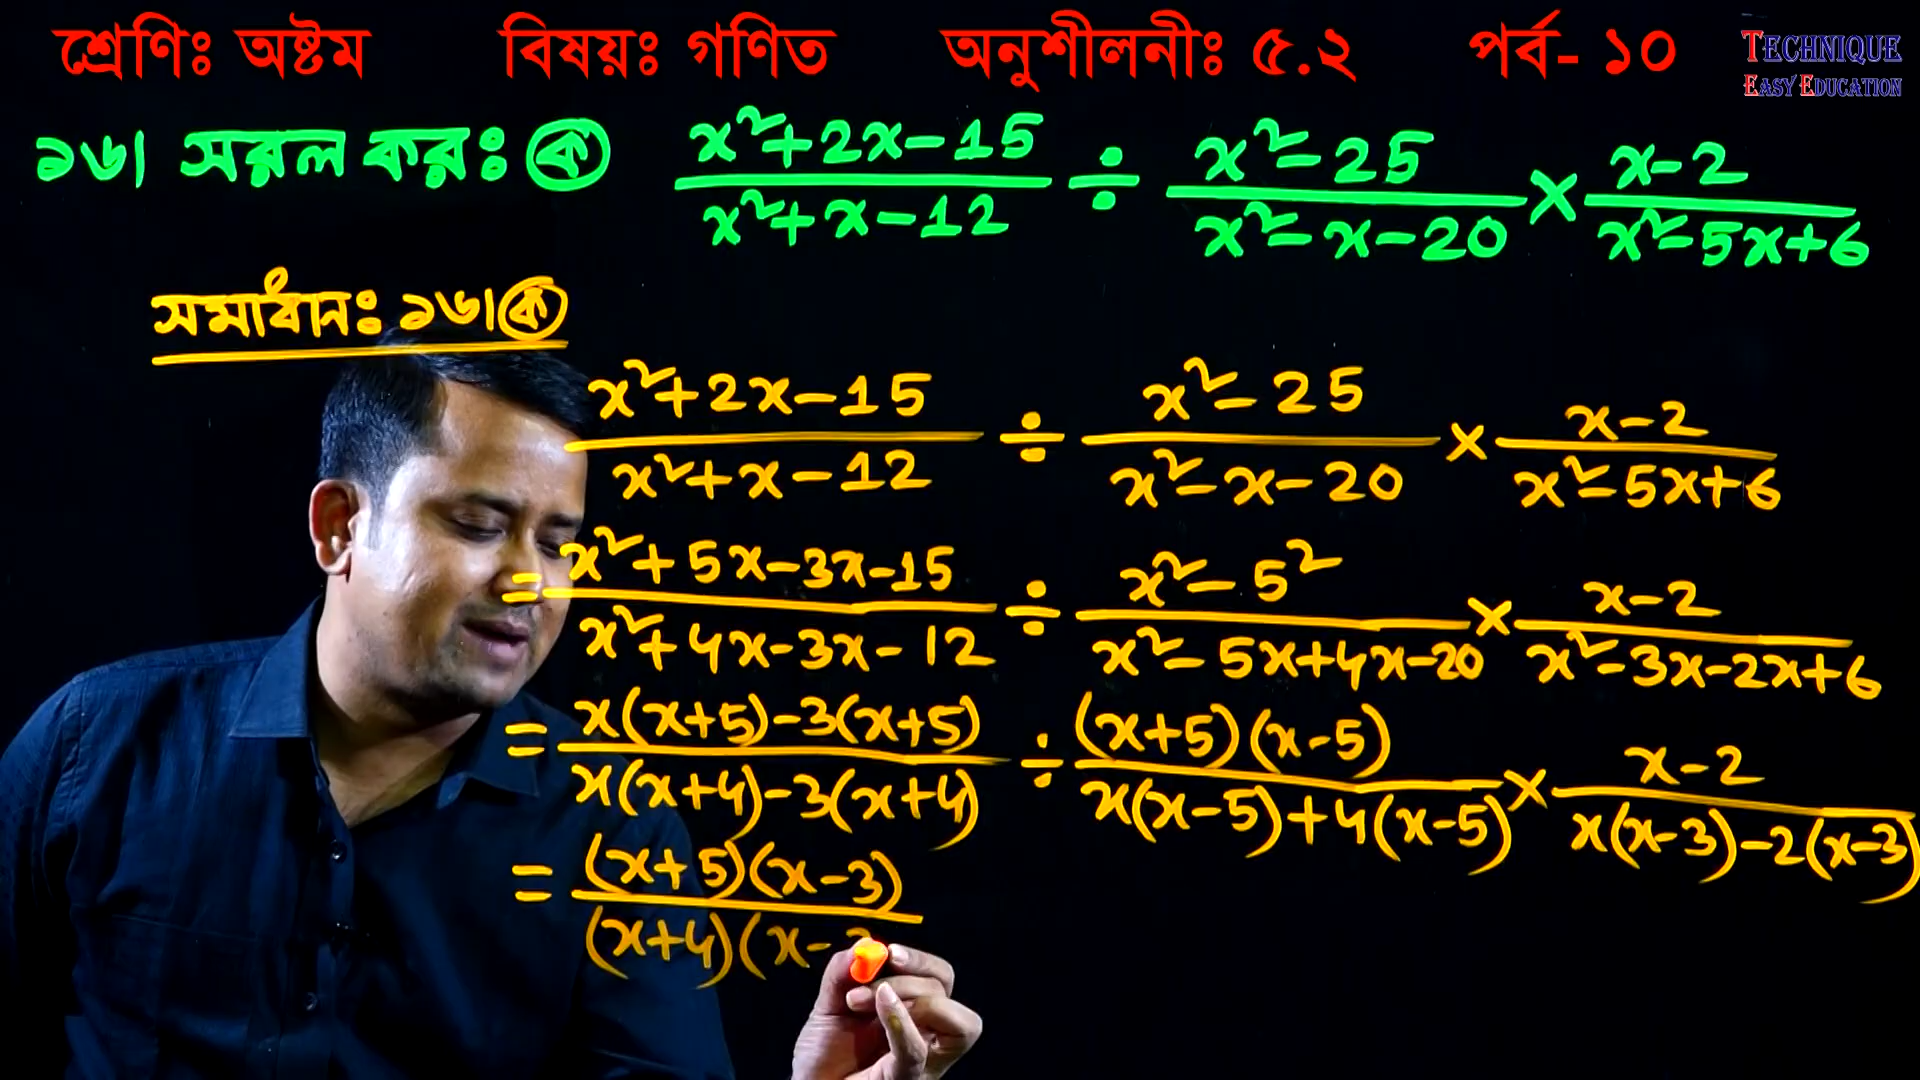 শ্রেণিঃ অষ্টম বিষয়ঃ গণিত অনুশীলনীঃ ৫.২ পর্ব- ১০ TECHNIQUE EASY EDUCATION
১৬। সরল করঃ (ক) (x²+2x-15)/(x²+x-12) ÷ (x²-25)/(x²-x-20) × (x-2)/(x²-5x+6)
সমাধানঃ ১৬।(ক)
(x²+2x-15)/(x²+x-12) ÷ (x²-25)/(x²-x-20) × (x-2)/(x²-5x+6)
= (x²+5x-3x-15)/(x²+4x-3x-12) ÷ (x²-5²)/(x²-5x+4x-20) × (x-2)/(x²-3x-2x+6)
= (x(x+5)-3(x+5))/(x(x+4)-3(x+4)) ÷ ((x+5)(x-5))/(x(x-5)+4(x-5)) × (x-2)/(x(x-3)-2(x-3))
= ((x+5)(x-3))/((x+4)(x-